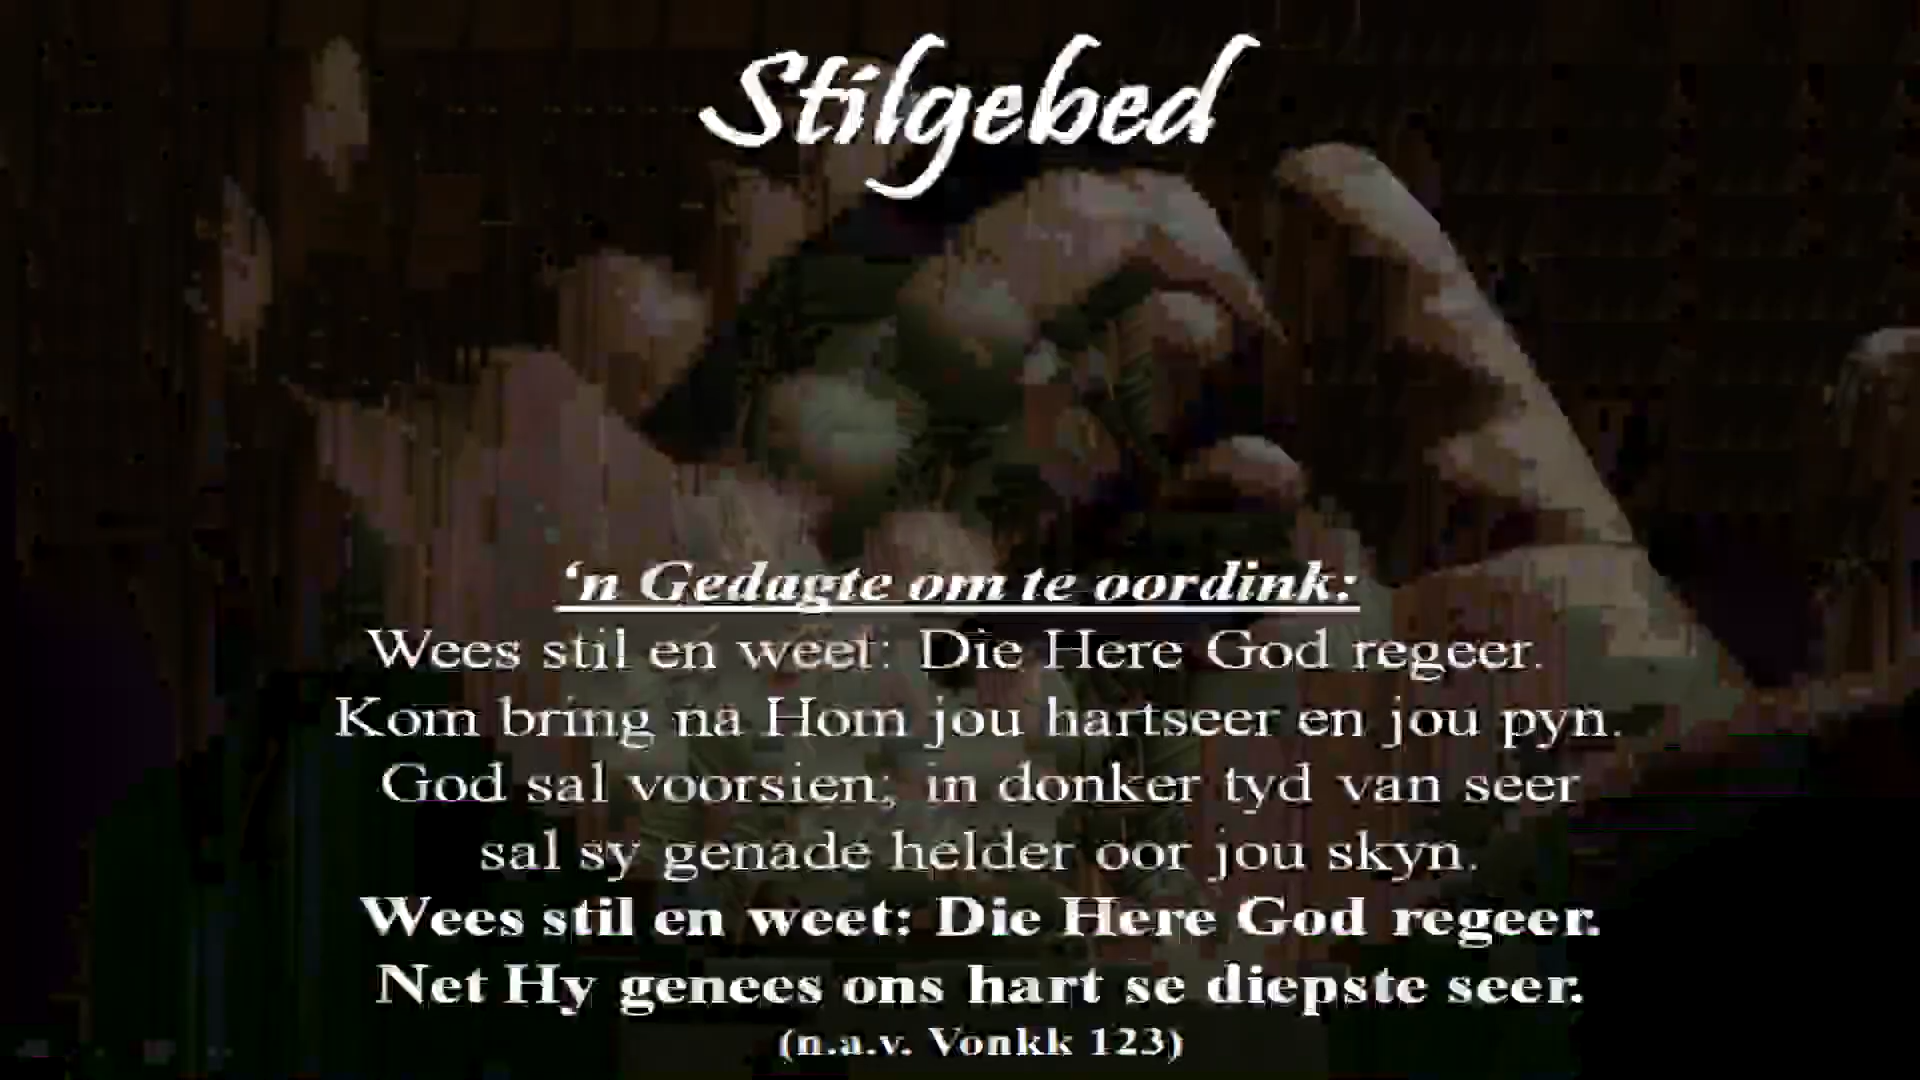 Stilgebed
‘n Gedagte om te oordink:
Wees stil en weet: Die Here God regeer.
Kom bring na Hom jou hartseer en jou pyn.
God sal voorsien; in donker tyd van seer
sal sy genade helder oor jou skyn.
Wees stil en weet: Die Here God regeer.
Net Hy genees ons hart se diepste seer.
(n.a.v. Vonkk 123)